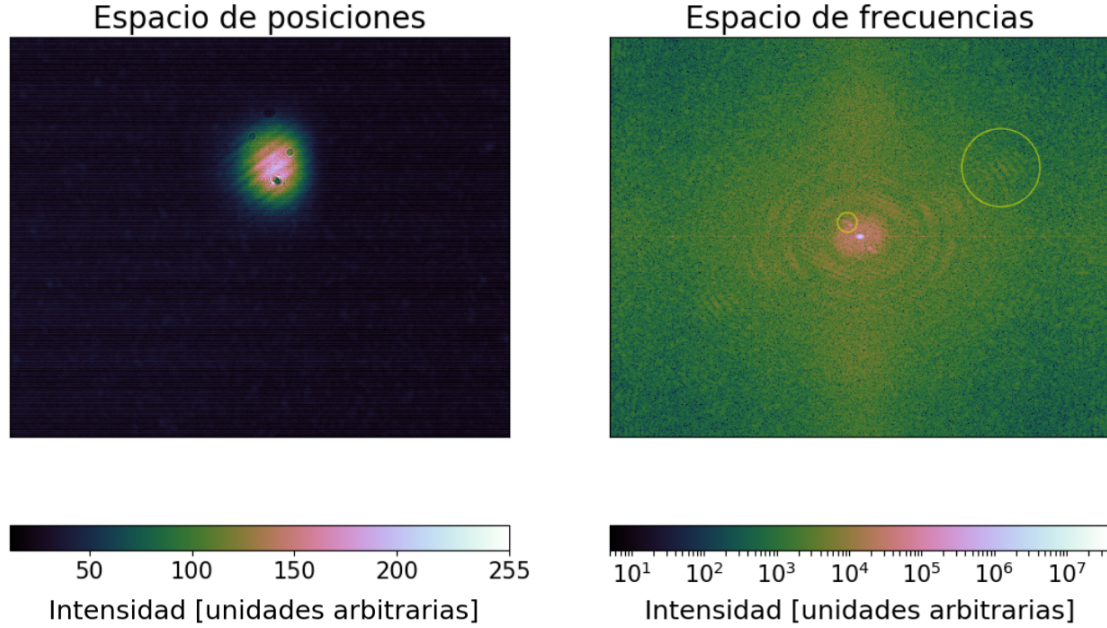 Espacio de posiciones
Espacio de frecuencias
50 100 150 200 255
10¹ 10² 10³ 10⁴ 10⁵ 10⁶ 10⁷
Intensidad [unidades arbitrarias]
Intensidad [unidades arbitrarias]